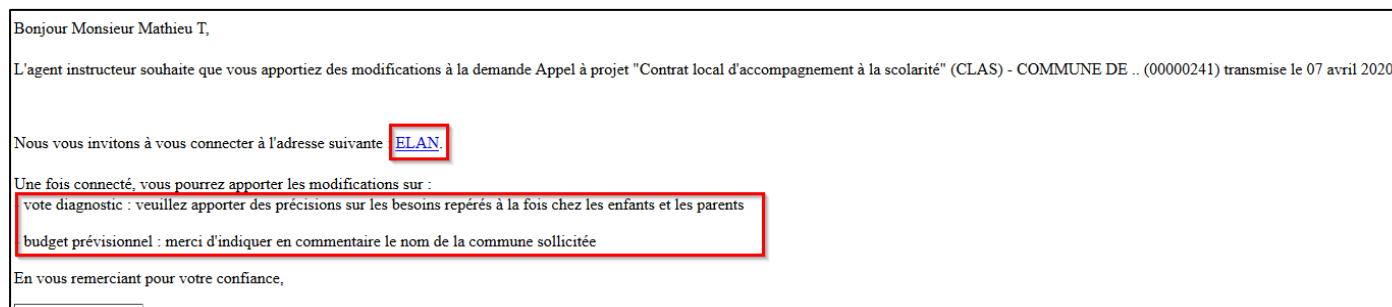 Bonjour Monsieur Mathieu T,
L'agent instructeur souhaite que vous apportiez des modifications à la demande Appel à projet "Contrat local d'accompagnement à la scolarité" (CLAS) - COMMUNE DE .. (00000241) transmise le 07 avril 2020
Nous vous invitons à vous connecter à l'adresse suivante : ELAN.
Une fois connecté, vous pourrez apporter les modifications sur :
- vote diagnostic : veuillez apporter des précisions sur les besoins repérés à la fois chez les enfants et les parents
- budget prévisionnel : merci d'indiquer en commentaire le nom de la commune sollicitée
En vous remerciant pour votre confiance,